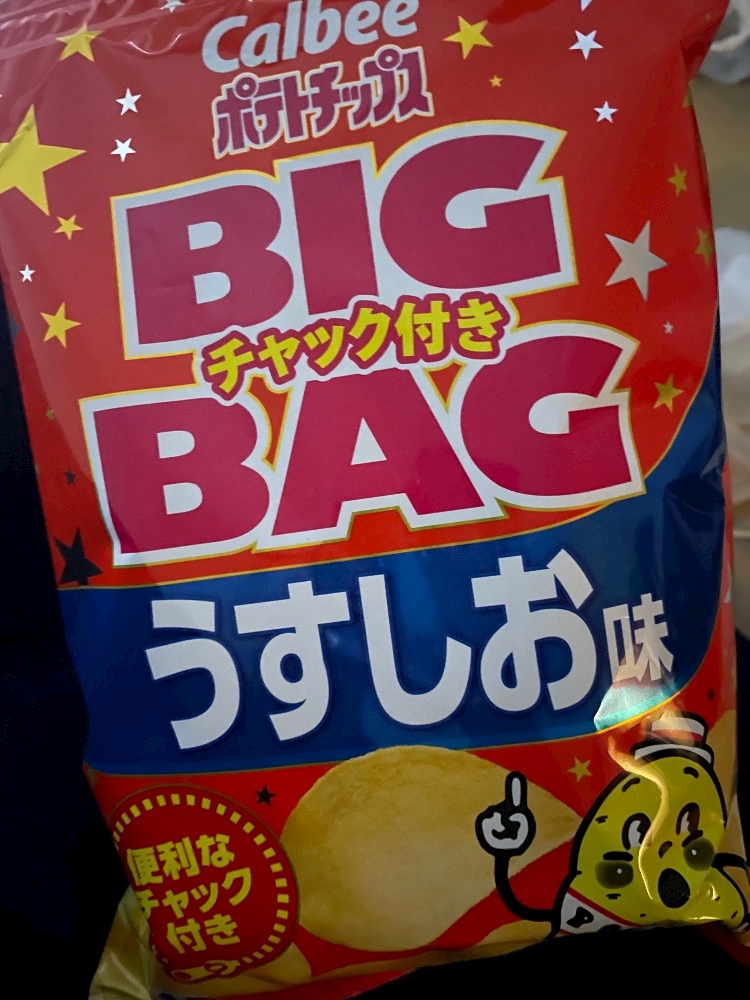 Calbee
ポテトチップス
BIG
チャック付き
BAG
うすしお味
便利な
チャック
付き